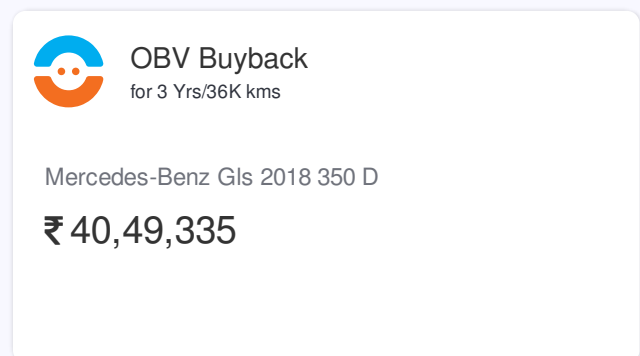 OBV Buyback
for 3 Yrs/36K kms
Mercedes-Benz Gls 2018 350 D
₹ 40,49,335